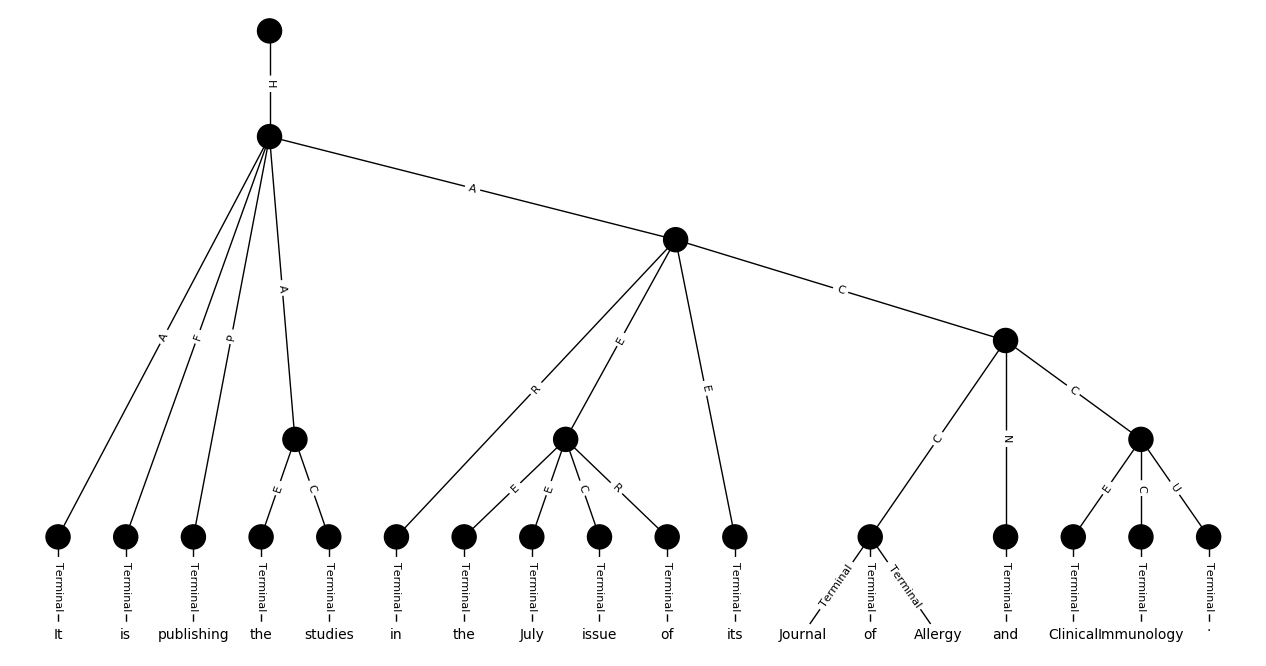 H
A
C
A
A F P R E E C
C N
E C E E C R E C U
Terminal Terminal Terminal Terminal Terminal Terminal Terminal Terminal Terminal Terminal Terminal Terminal Terminal Terminal Terminal Terminal Terminal Terminal
It is publishing the studies in the July issue of its Journal of Allergy and Clinical Immunology .